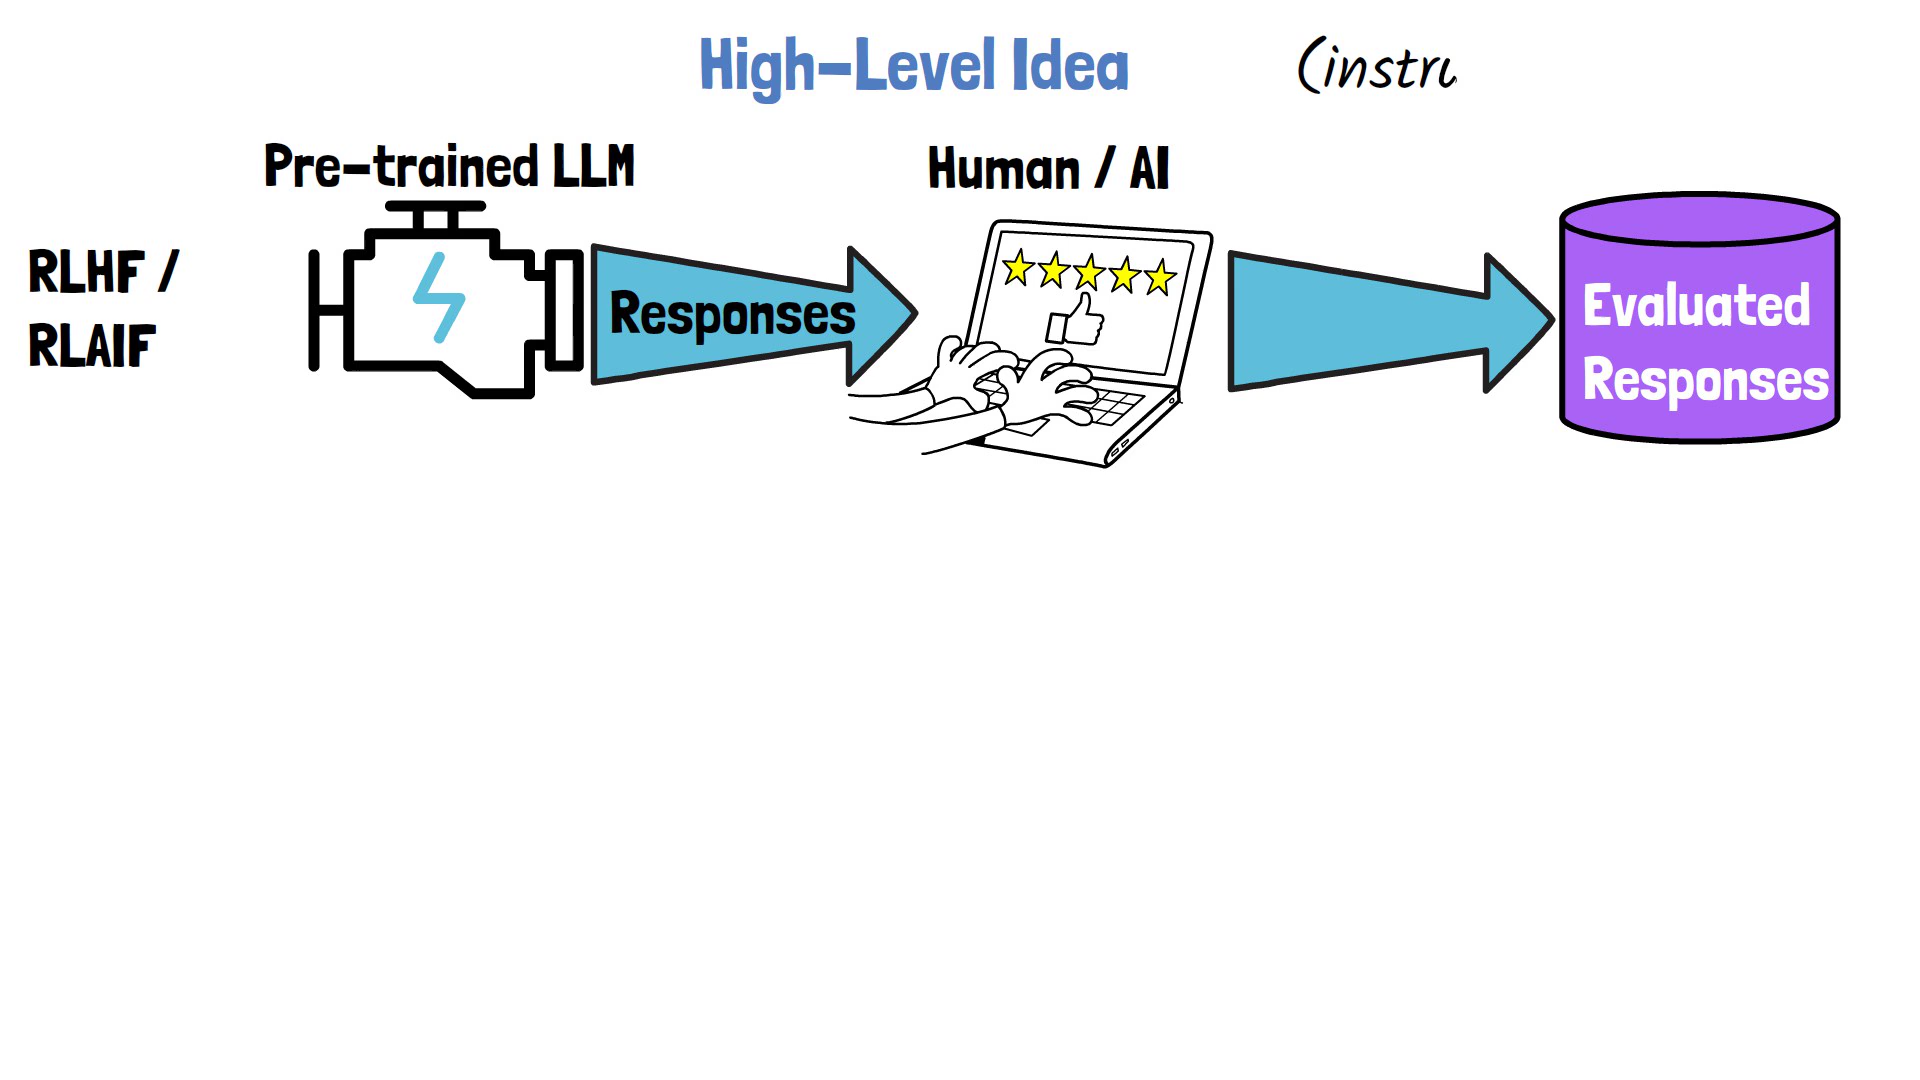 High-Level Idea
(instru
Pre-trained LLM
Human / AI
RLHF /
RLAIF
Responses
Evaluated
Responses